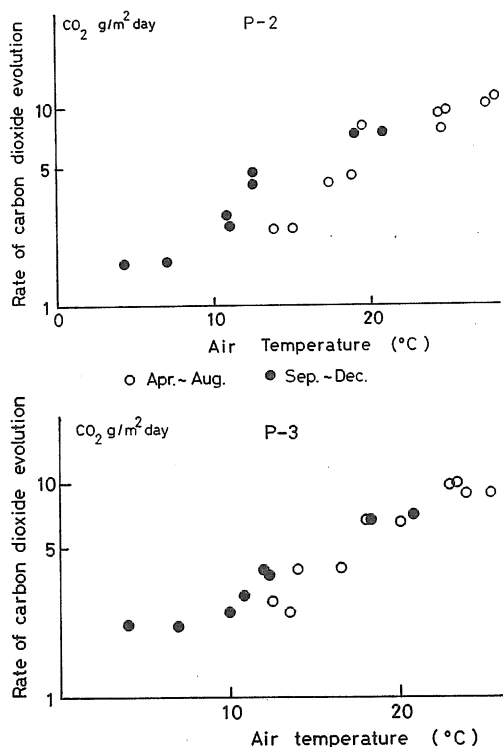 CO2 g/m2 day P-2
Rate of carbon dioxide evolution
10
5
1
0 10 20
Air Temperature (°C)
○ Apr.~Aug. ● Sep.~Dec.
CO2 g/m2 day P-3
Rate of carbon dioxide evolution
10
5
1
10 20
Air temperature (°C)